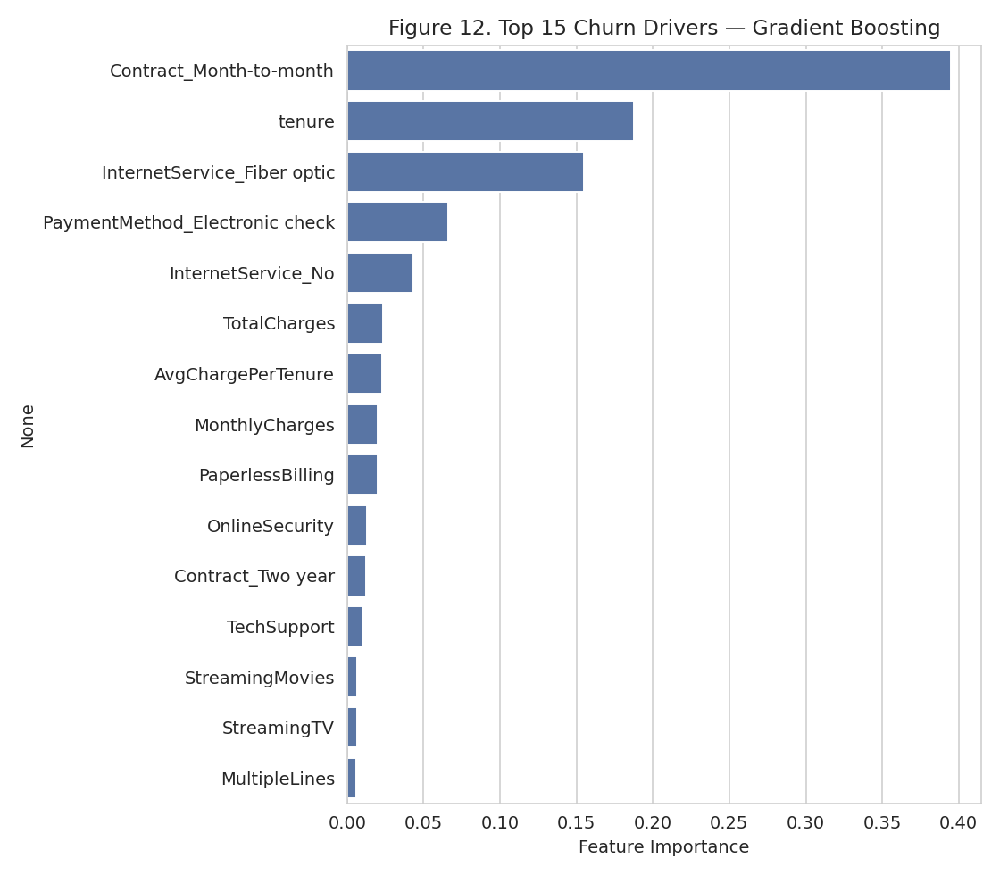 Figure 12. Top 15 Churn Drivers — Gradient Boosting
Contract_Month-to-month
tenure
InternetService_Fiber optic
PaymentMethod_Electronic check
InternetService_No
TotalCharges
AvgChargePerTenure
MonthlyCharges
PaperlessBilling
OnlineSecurity
Contract_Two year
TechSupport
StreamingMovies
StreamingTV
MultipleLines
None
0.00 0.05 0.10 0.15 0.20 0.25 0.30 0.35 0.40
Feature Importance